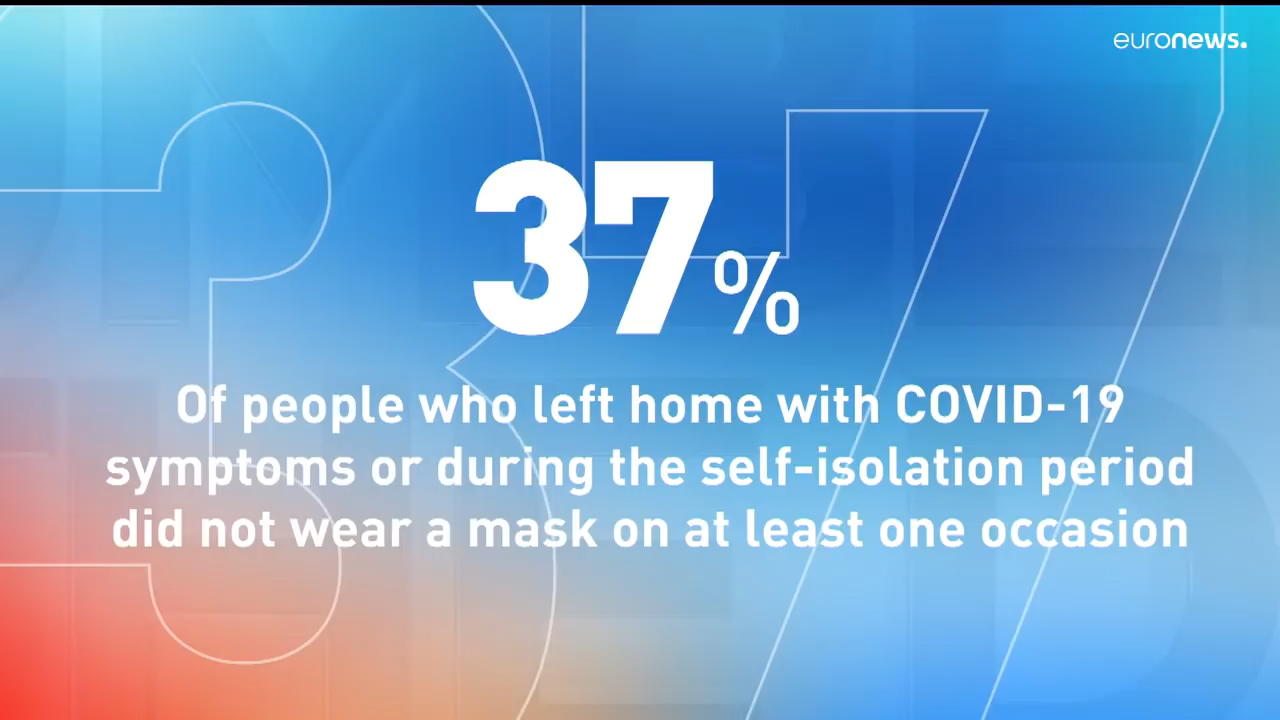 euronews.
37%
Of people who left home with COVID-19
symptoms or during the self-isolation period
did not wear a mask on at least one occasion